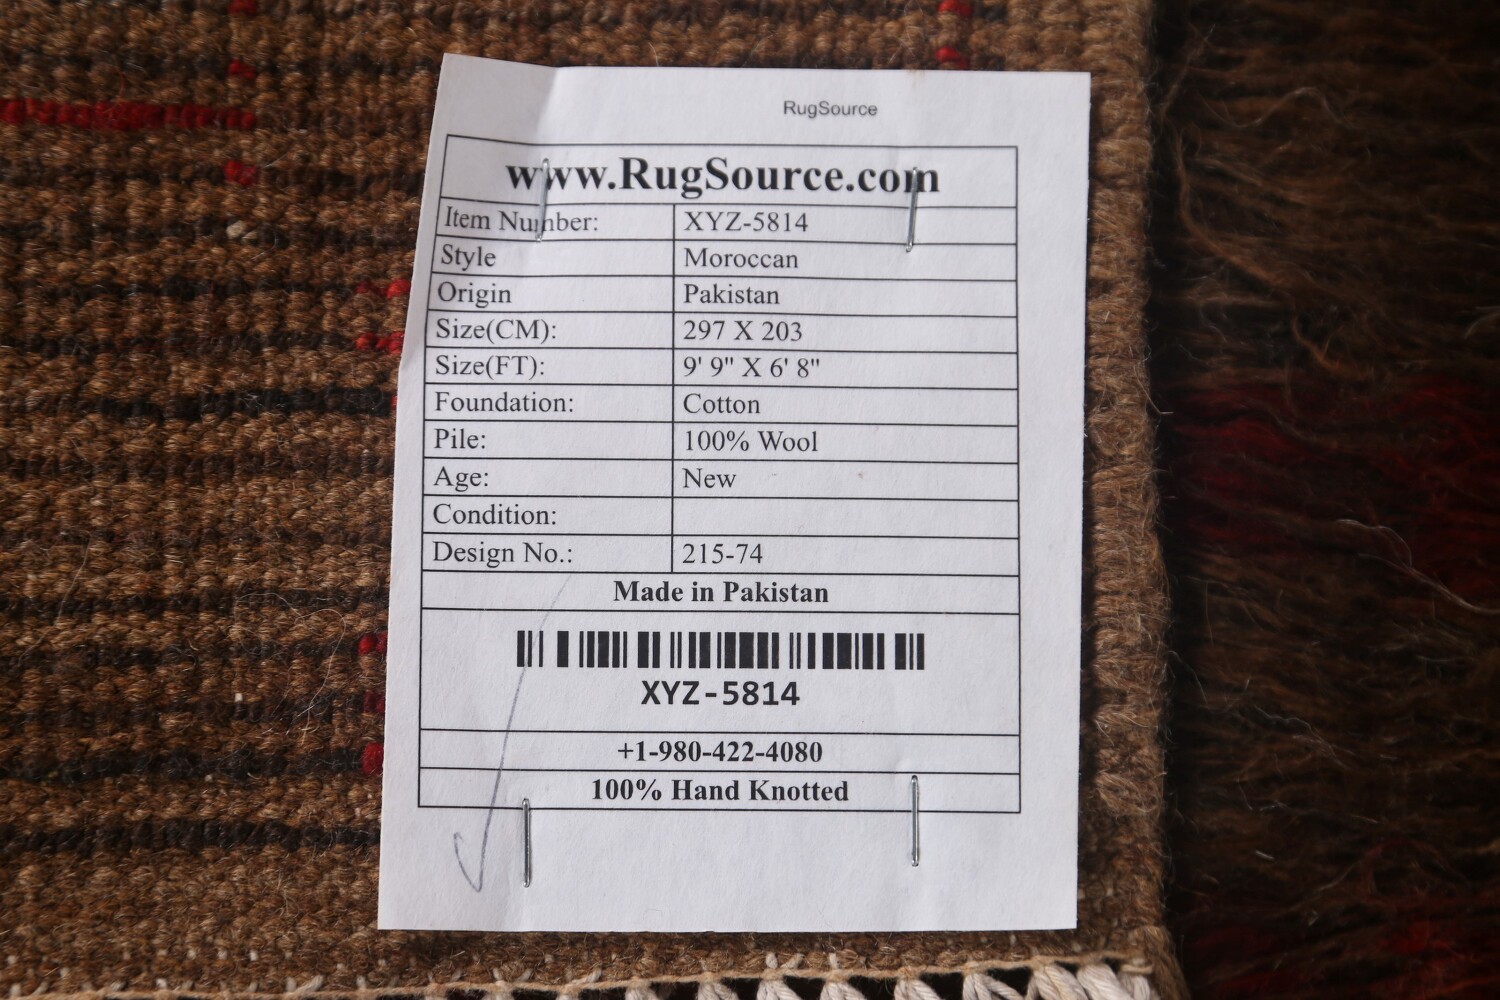 RugSource
www.RugSource.com
Item Number: XYZ-5814
Style Moroccan
Origin Pakistan
Size(CM): 297 X 203
Size(FT): 9' 9" X 6' 8"
Foundation: Cotton
Pile: 100% Wool
Age: New
Condition:
Design No.: 215-74
Made in Pakistan
XYZ-5814
+1-980-422-4080
100% Hand Knotted